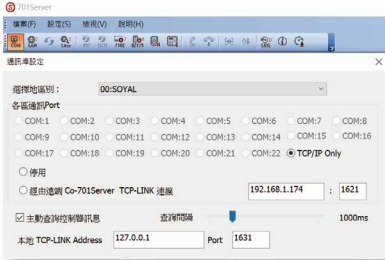 701Server
檔案(F) 設定(S) 檢視(V) 說明(H)
COM LAN Line LOG
通訊埠設定
選擇地區別： 00:SOYAL
各區通訊Port
COM:1 COM:2 COM:3 COM:4 COM:5 COM:6 COM:7 COM:8
COM:9 COM:10 COM:11 COM:12 COM:13 COM:14 COM:15 COM:16
COM:17 COM:18 COM:19 COM:20 COM:21 COM:22 TCP/IP Only
停用
經由遠端 Co-701Server TCP-LINK 連線 192.168.1.174 : 1621
主動查詢控制器訊息 查詢間隔 1000ms
本地 TCP-LINK Address 127.0.0.1 Port 1631